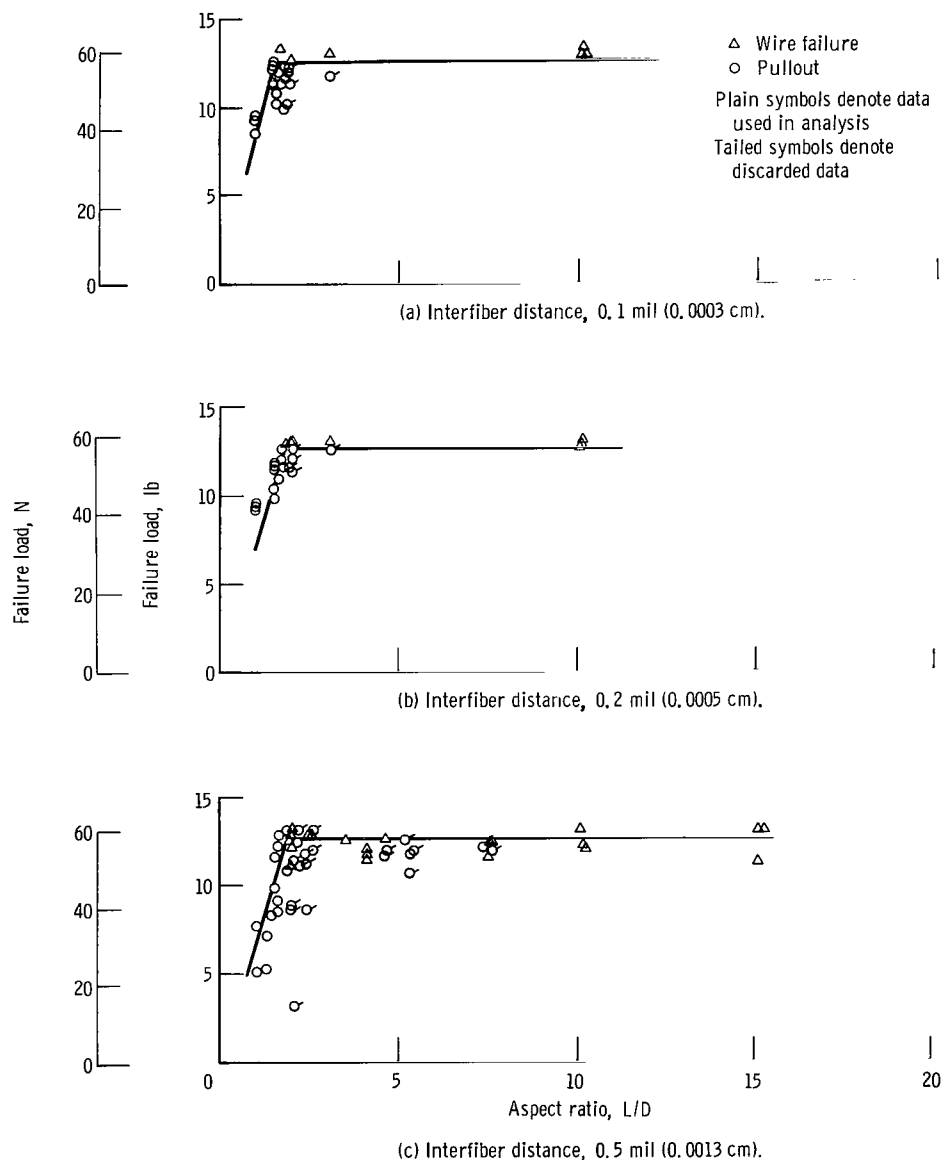 15
60
△ Wire failure
○ Pullout
10
Plain symbols denote data
used in analysis
40
Tailed symbols denote
discarded data
5
20
0
0
(a) Interfiber distance, 0.1 mil (0.0003 cm).
15
60
10
40
Failure load, N
Failure load, lb
5
20
0
0
(b) Interfiber distance, 0.2 mil (0.0005 cm).
15
60
10
40
5
20
0
0
5
10
15
20
Aspect ratio, L/D
(c) Interfiber distance, 0.5 mil (0.0013 cm).